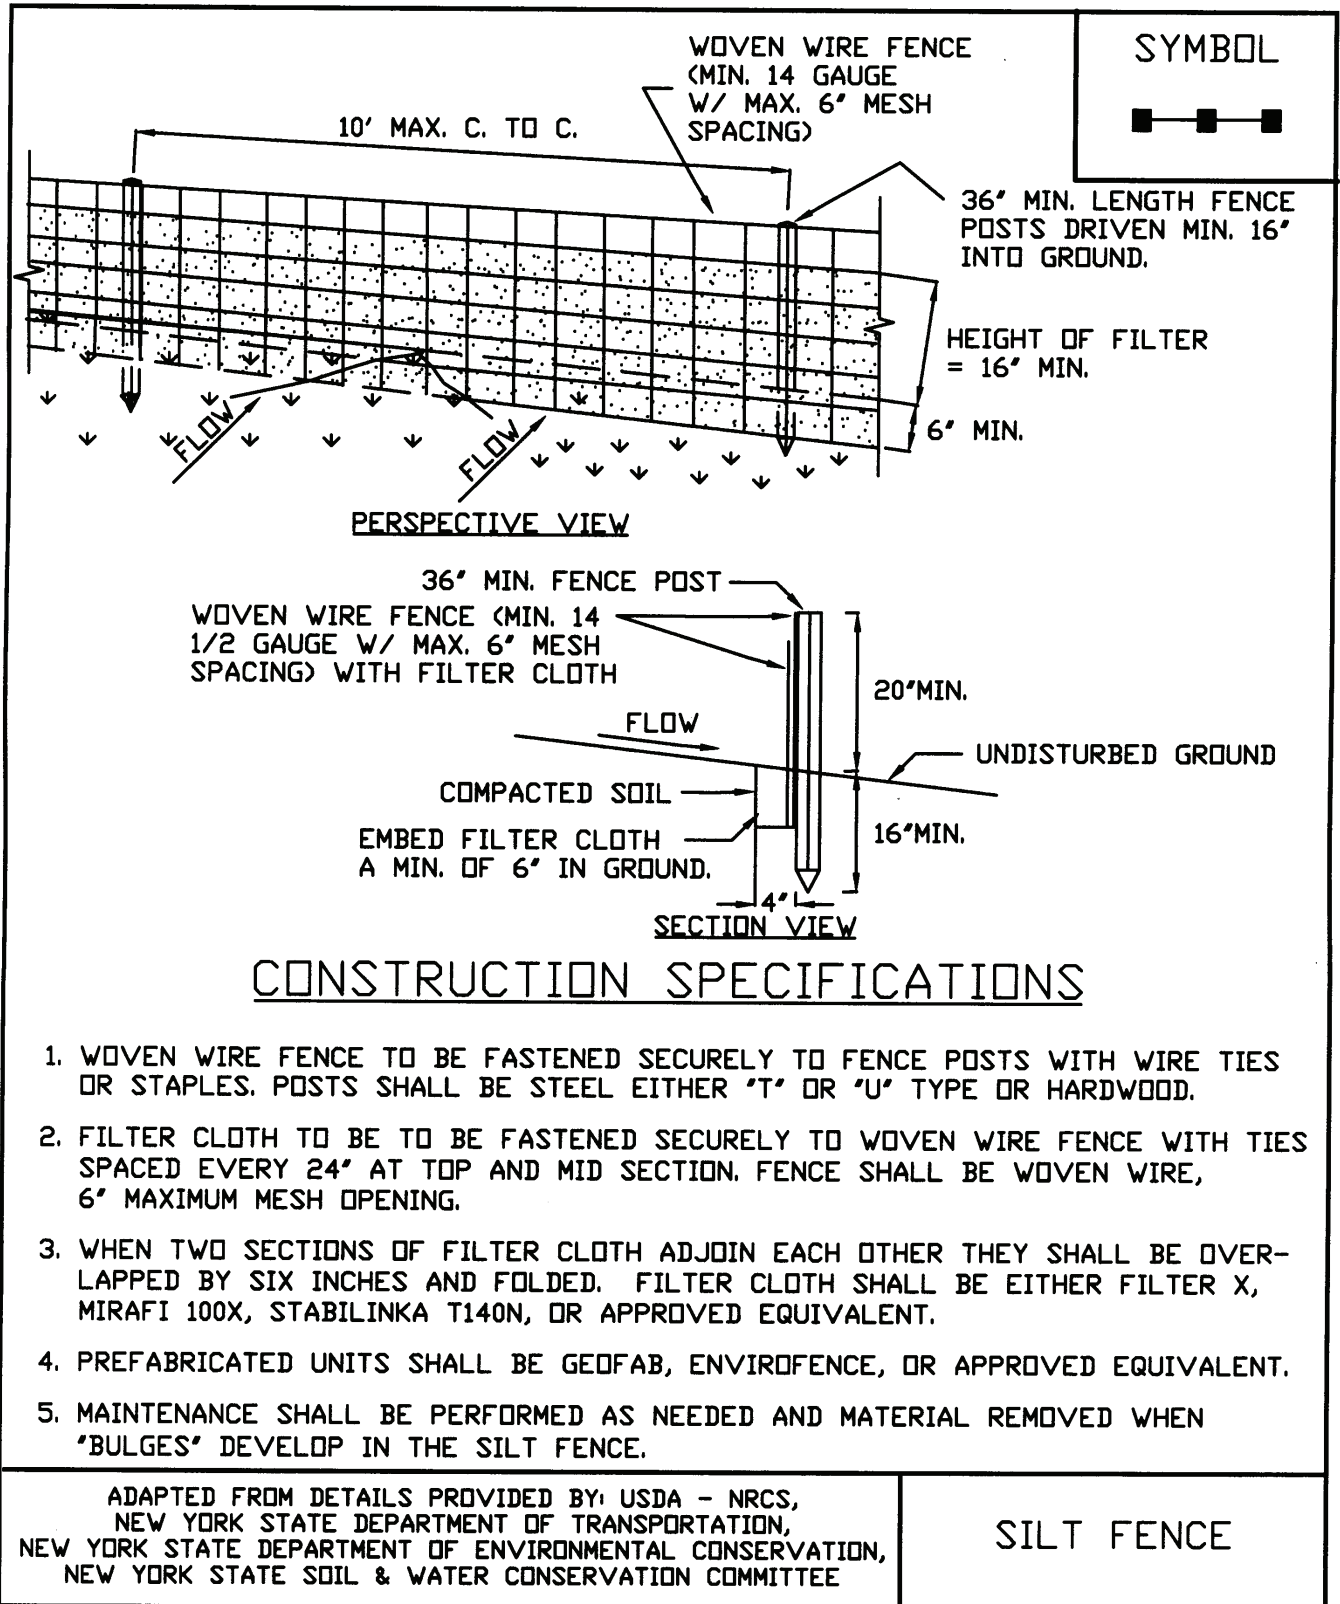 WOVEN WIRE FENCE
(MIN. 14 GAUGE
W/ MAX. 6" MESH
SPACING)
SYMBOL
10' MAX. C. TO C.
36" MIN. LENGTH FENCE
POSTS DRIVEN MIN. 16"
INTO GROUND.
HEIGHT OF FILTER
= 16" MIN.
6" MIN.
FLOW
FLOW
PERSPECTIVE VIEW
36" MIN. FENCE POST
WOVEN WIRE FENCE (MIN. 14
1/2 GAUGE W/ MAX. 6" MESH
SPACING) WITH FILTER CLOTH
20"MIN.
FLOW
UNDISTURBED GROUND
COMPACTED SOIL
EMBED FILTER CLOTH
A MIN. OF 6" IN GROUND.
16"MIN.
4"
SECTION VIEW
CONSTRUCTION SPECIFICATIONS
1. WOVEN WIRE FENCE TO BE FASTENED SECURELY TO FENCE POSTS WITH WIRE TIES
OR STAPLES. POSTS SHALL BE STEEL EITHER "T" OR "U" TYPE OR HARDWOOD.
2. FILTER CLOTH TO BE TO BE FASTENED SECURELY TO WOVEN WIRE FENCE WITH TIES
SPACED EVERY 24" AT TOP AND MID SECTION. FENCE SHALL BE WOVEN WIRE,
6" MAXIMUM MESH OPENING.
3. WHEN TWO SECTIONS OF FILTER CLOTH ADJOIN EACH OTHER THEY SHALL BE OVER-
LAPPED BY SIX INCHES AND FOLDED. FILTER CLOTH SHALL BE EITHER FILTER X,
MIRAFI 100X, STABILINKA T140N, OR APPROVED EQUIVALENT.
4. PREFABRICATED UNITS SHALL BE GEOFAB, ENVIROFENCE, OR APPROVED EQUIVALENT.
5. MAINTENANCE SHALL BE PERFORMED AS NEEDED AND MATERIAL REMOVED WHEN
"BULGES" DEVELOP IN THE SILT FENCE.
ADAPTED FROM DETAILS PROVIDED BY: USDA - NRCS,
NEW YORK STATE DEPARTMENT OF TRANSPORTATION,
NEW YORK STATE DEPARTMENT OF ENVIRONMENTAL CONSERVATION,
NEW YORK STATE SOIL & WATER CONSERVATION COMMITTEE
SILT FENCE